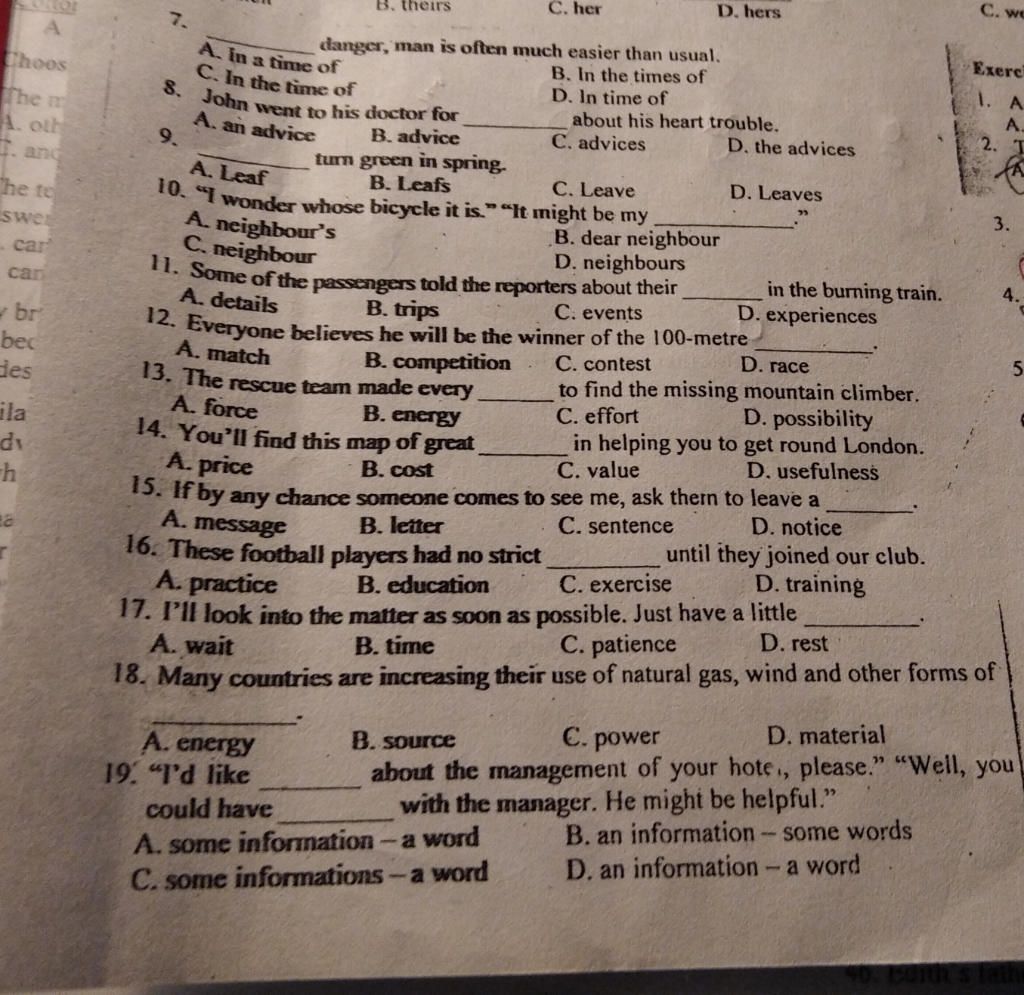 B. theirs C. her D. hers
7. ________ danger, man is often much easier than usual.
A. In a time of B. In the times of
C. In the time of D. In time of
8. John went to his doctor for ________ about his heart trouble.
A. an advice B. advice C. advices D. the advices
9. ________ turn green in spring.
A. Leaf B. Leafs C. Leave D. Leaves
10. “I wonder whose bicycle it is.” “It might be my ________.”
A. neighbour’s B. dear neighbour
C. neighbour D. neighbours
11. Some of the passengers told the reporters about their ________ in the burning train.
A. details B. trips C. events D. experiences
12. Everyone believes he will be the winner of the 100-metre ________.
A. match B. competition C. contest D. race
13. The rescue team made every ________ to find the missing mountain climber.
A. force B. energy C. effort D. possibility
14. You’ll find this map of great ________ in helping you to get round London.
A. price B. cost C. value D. usefulness
15. If by any chance someone comes to see me, ask them to leave a ________.
A. message B. letter C. sentence D. notice
16. These football players had no strict ________ until they joined our club.
A. practice B. education C. exercise D. training
17. I’ll look into the matter as soon as possible. Just have a little ________.
A. wait B. time C. patience D. rest
18. Many countries are increasing their use of natural gas, wind and other forms of
________.
A. energy B. source C. power D. material
19. “I’d like ________ about the management of your hotel, please.” “Well, you
could have ________ with the manager. He might be helpful.”
A. some information – a word B. an information – some words
C. some informations – a word D. an information – a word
1. A
A.
2.
3.
4.
5